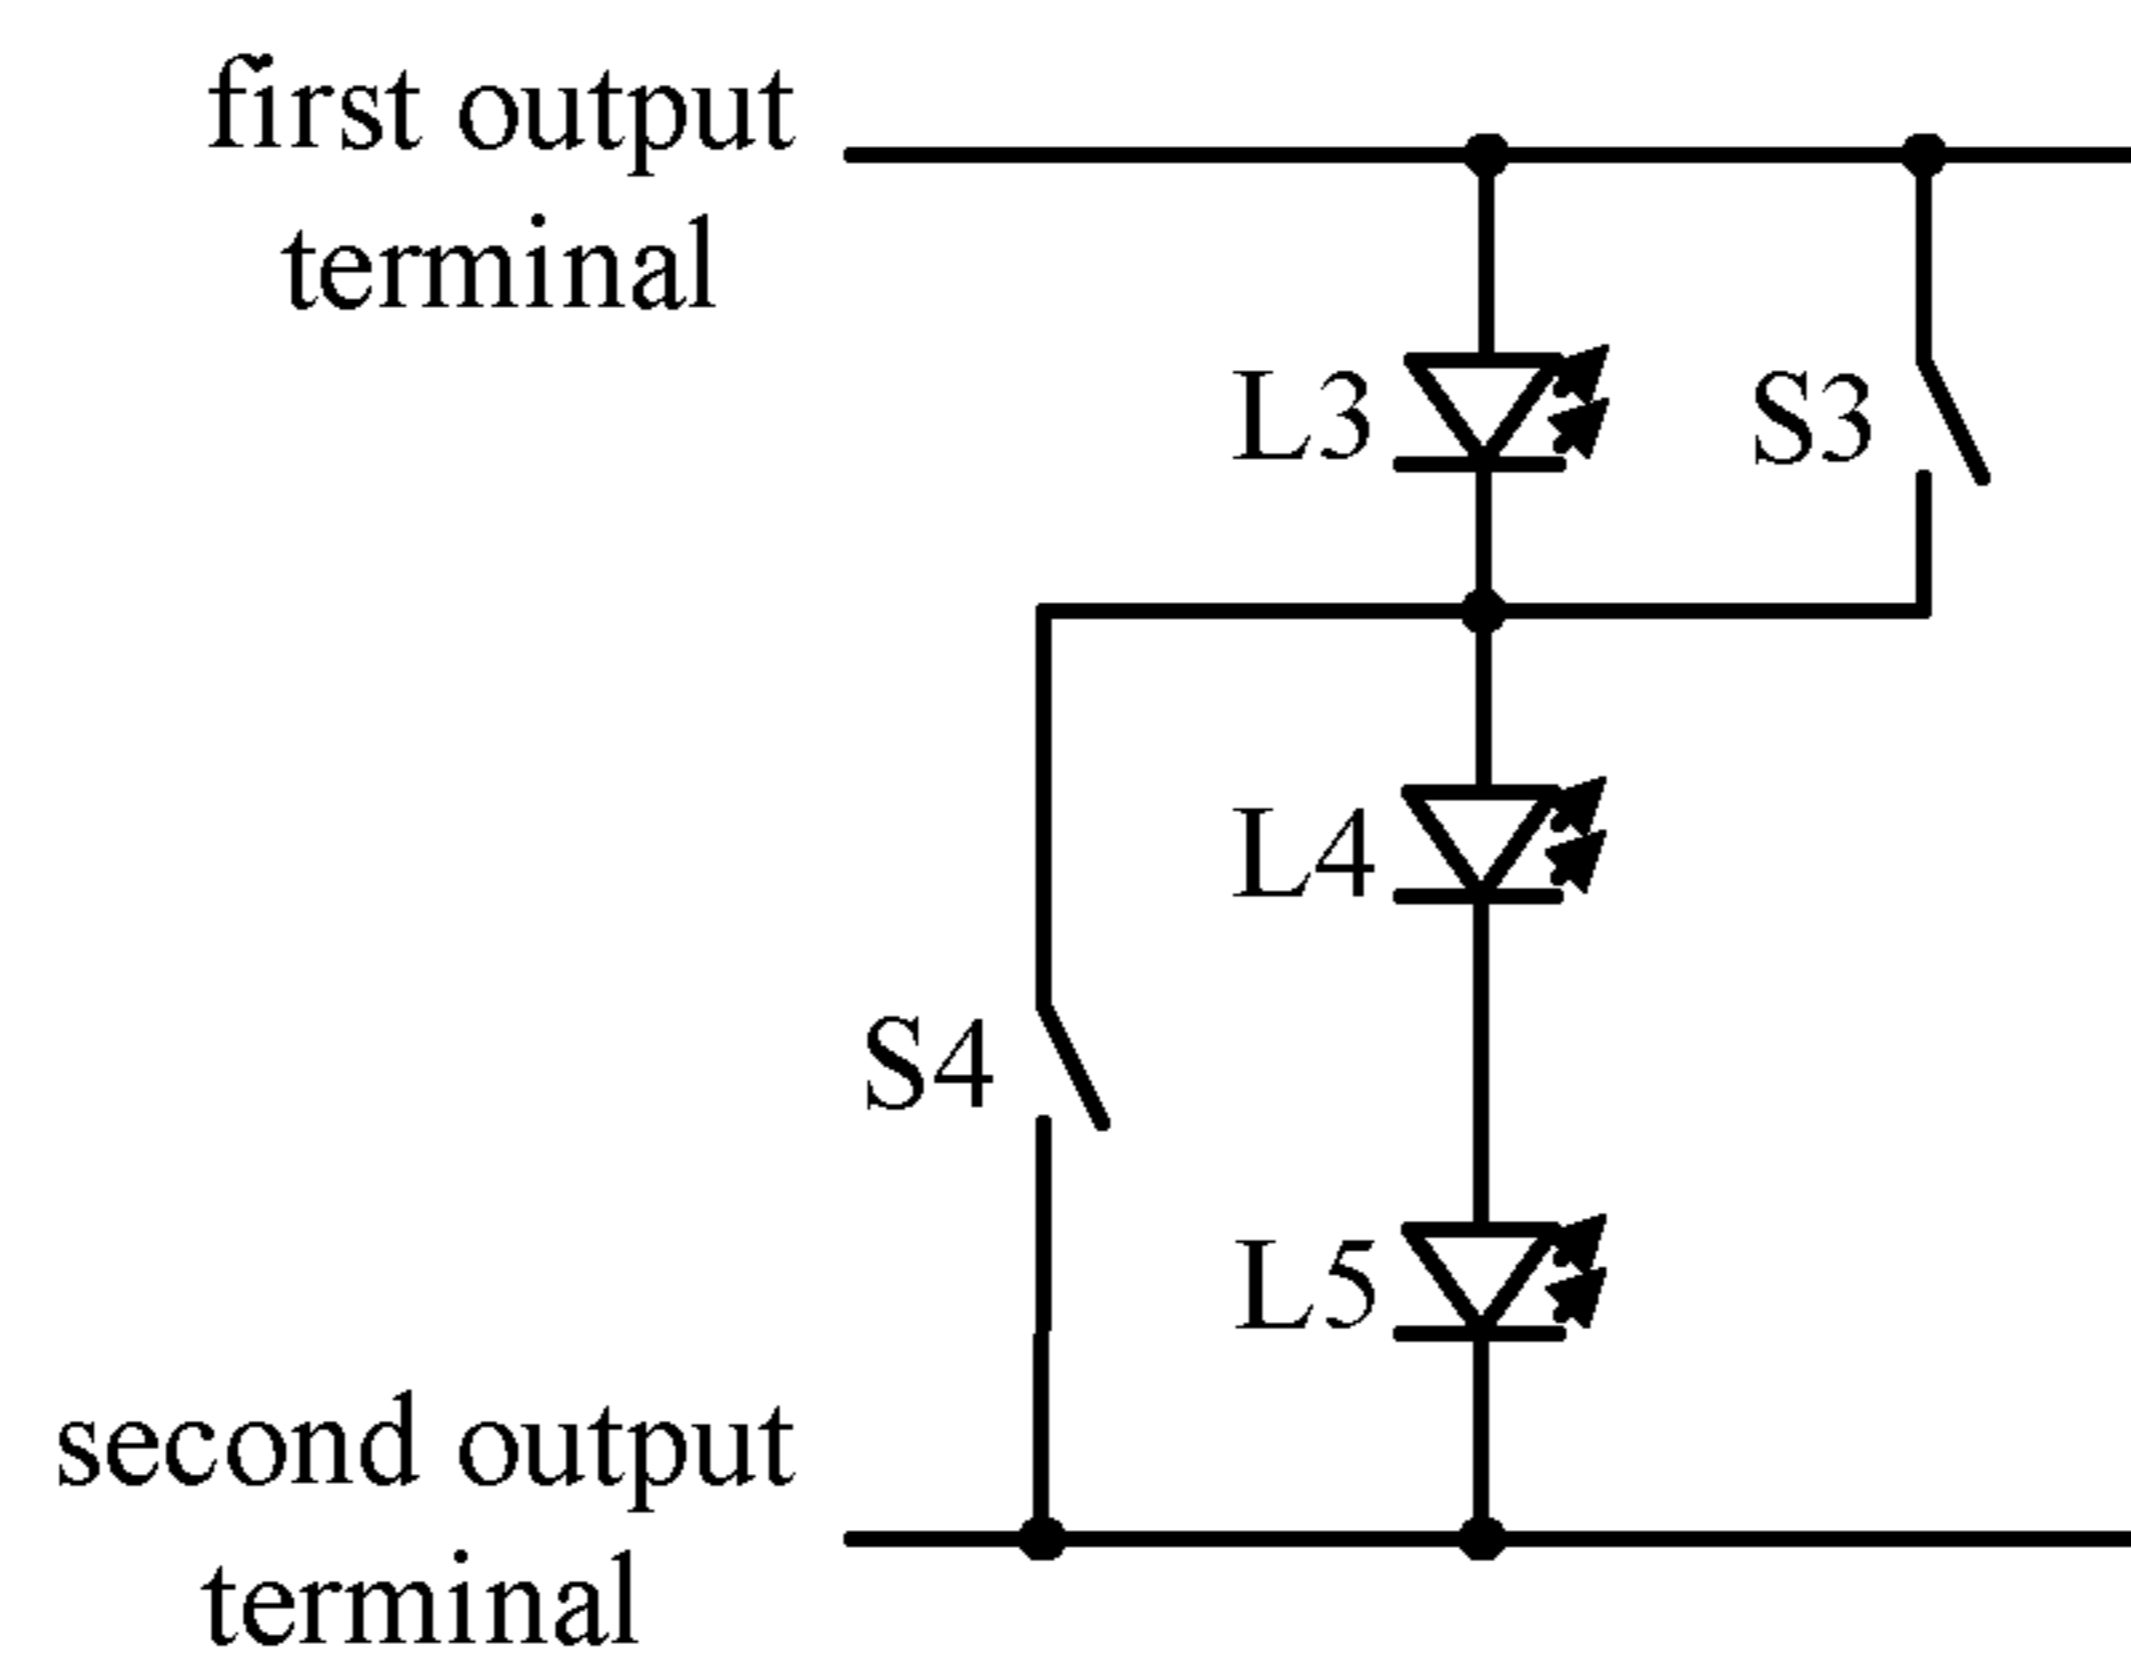 first output
terminal
L3
S3
L4
S4
L5
second output
terminal